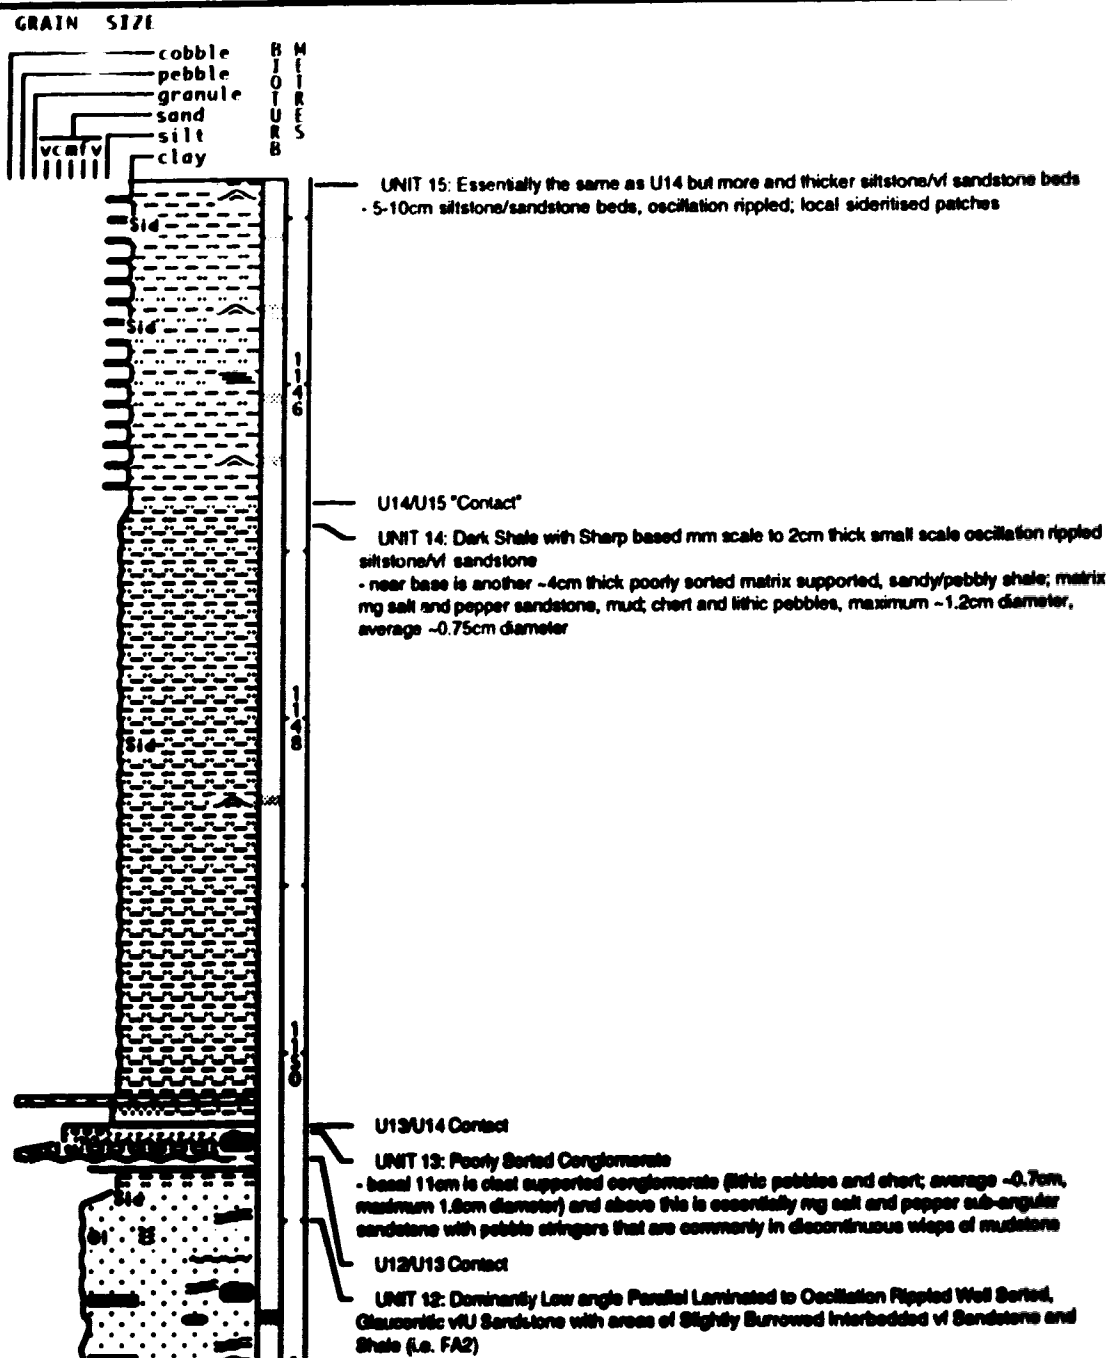 GRAIN SIZE
cobble
pebble
granule
sand
silt
vcmfv
clay
BIOTURB
METRES
UNIT 15: Essentially the same as U14 but more and thicker siltstone/vf sandstone beds
- 5-10cm siltstone/sandstone beds, oscillation rippled; local sideritised patches
Sid
Sid
1146
U14/U15 "Contact"
UNIT 14: Dark Shale with Sharp based mm scale to 2cm thick small scale oscillation rippled
siltstone/vf sandstone
- near base is another ~4cm thick poorly sorted matrix supported, sandy/pebbly shale; matrix
mg salt and pepper sandstone, mud; chert and lithic pebbles, maximum ~1.2cm diameter,
average ~0.75cm diameter
1148
Sid
1150
U13/U14 Contact
UNIT 13: Poorly Sorted Conglomerate
- basal 11cm is clast supported conglomerate (lithic pebbles and chert; average ~0.7cm,
maximum 1.6cm diameter) and above this is essentially mg salt and pepper sub-angular
sandstone with pebble stringers that are commonly in discontinuous wisps of mudstone
Sid
Gl
U12/U13 Contact
UNIT 12: Dominantly Low angle Parallel Laminated to Oscillation Rippled Well Sorted,
Glauconitic vfU Sandstone with areas of Slightly Burrowed Interbedded vf Sandstone and
Shale (i.e. FA2)